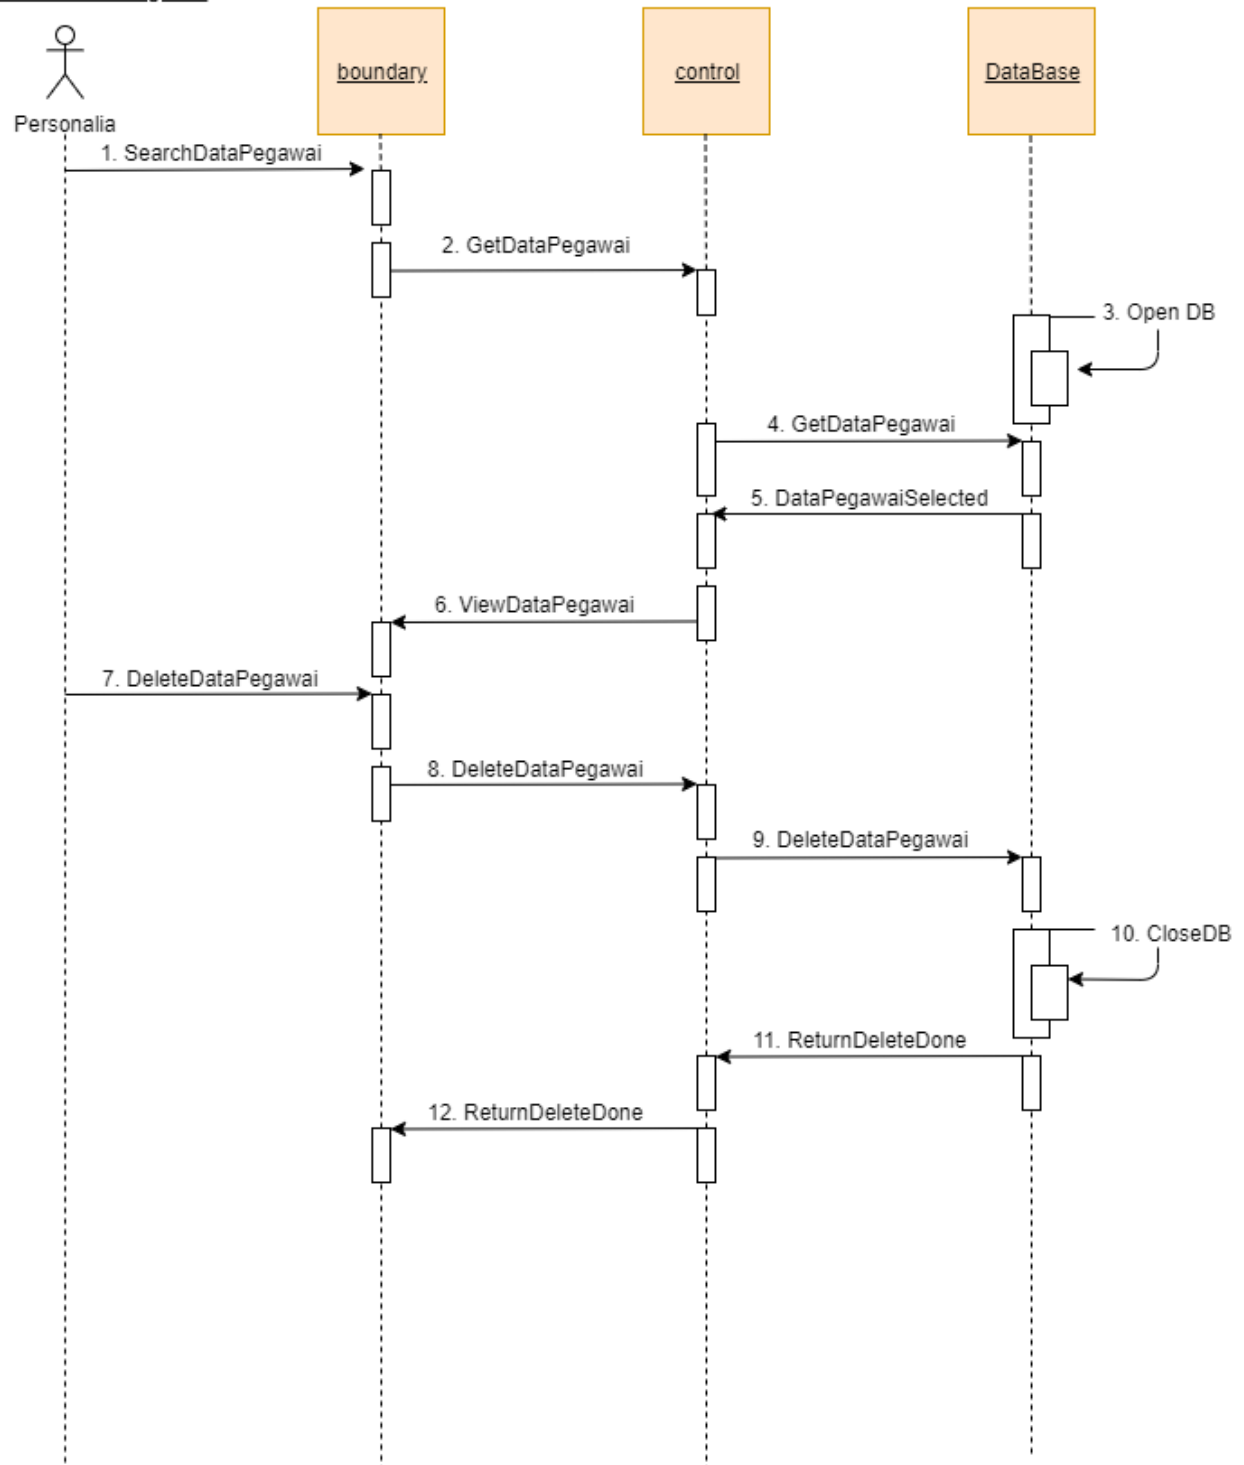 boundary
control
DataBase
Personalia
1. SearchDataPegawai
2. GetDataPegawai
3. Open DB
4. GetDataPegawai
5. DataPegawaiSelected
6. ViewDataPegawai
7. DeleteDataPegawai
8. DeleteDataPegawai
9. DeleteDataPegawai
10. CloseDB
11. ReturnDeleteDone
12. ReturnDeleteDone